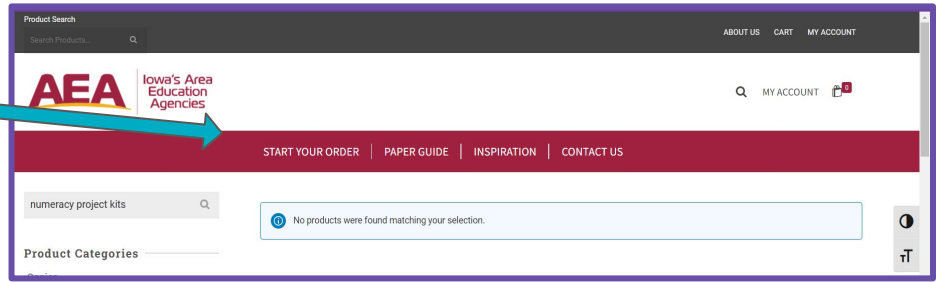 Product Search
Search Products...
ABOUT US CART MY ACCOUNT
AEA
Iowa's Area
Education
Agencies
MY ACCOUNT 0
START YOUR ORDER | PAPER GUIDE | INSPIRATION | CONTACT US
numeracy project kits
No products were found matching your selection.
Product Categories
TT